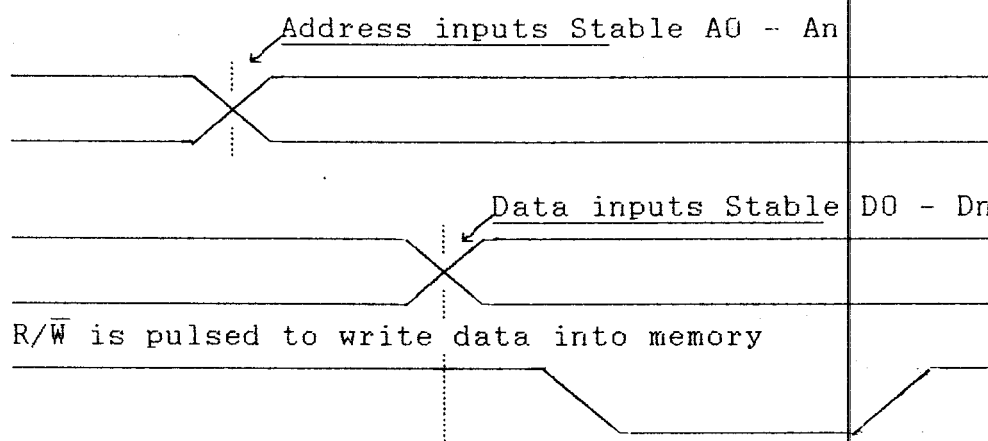 Address inputs Stable A0 - An
Data inputs Stable D0 - Dn
R/W̅ is pulsed to write data into memory